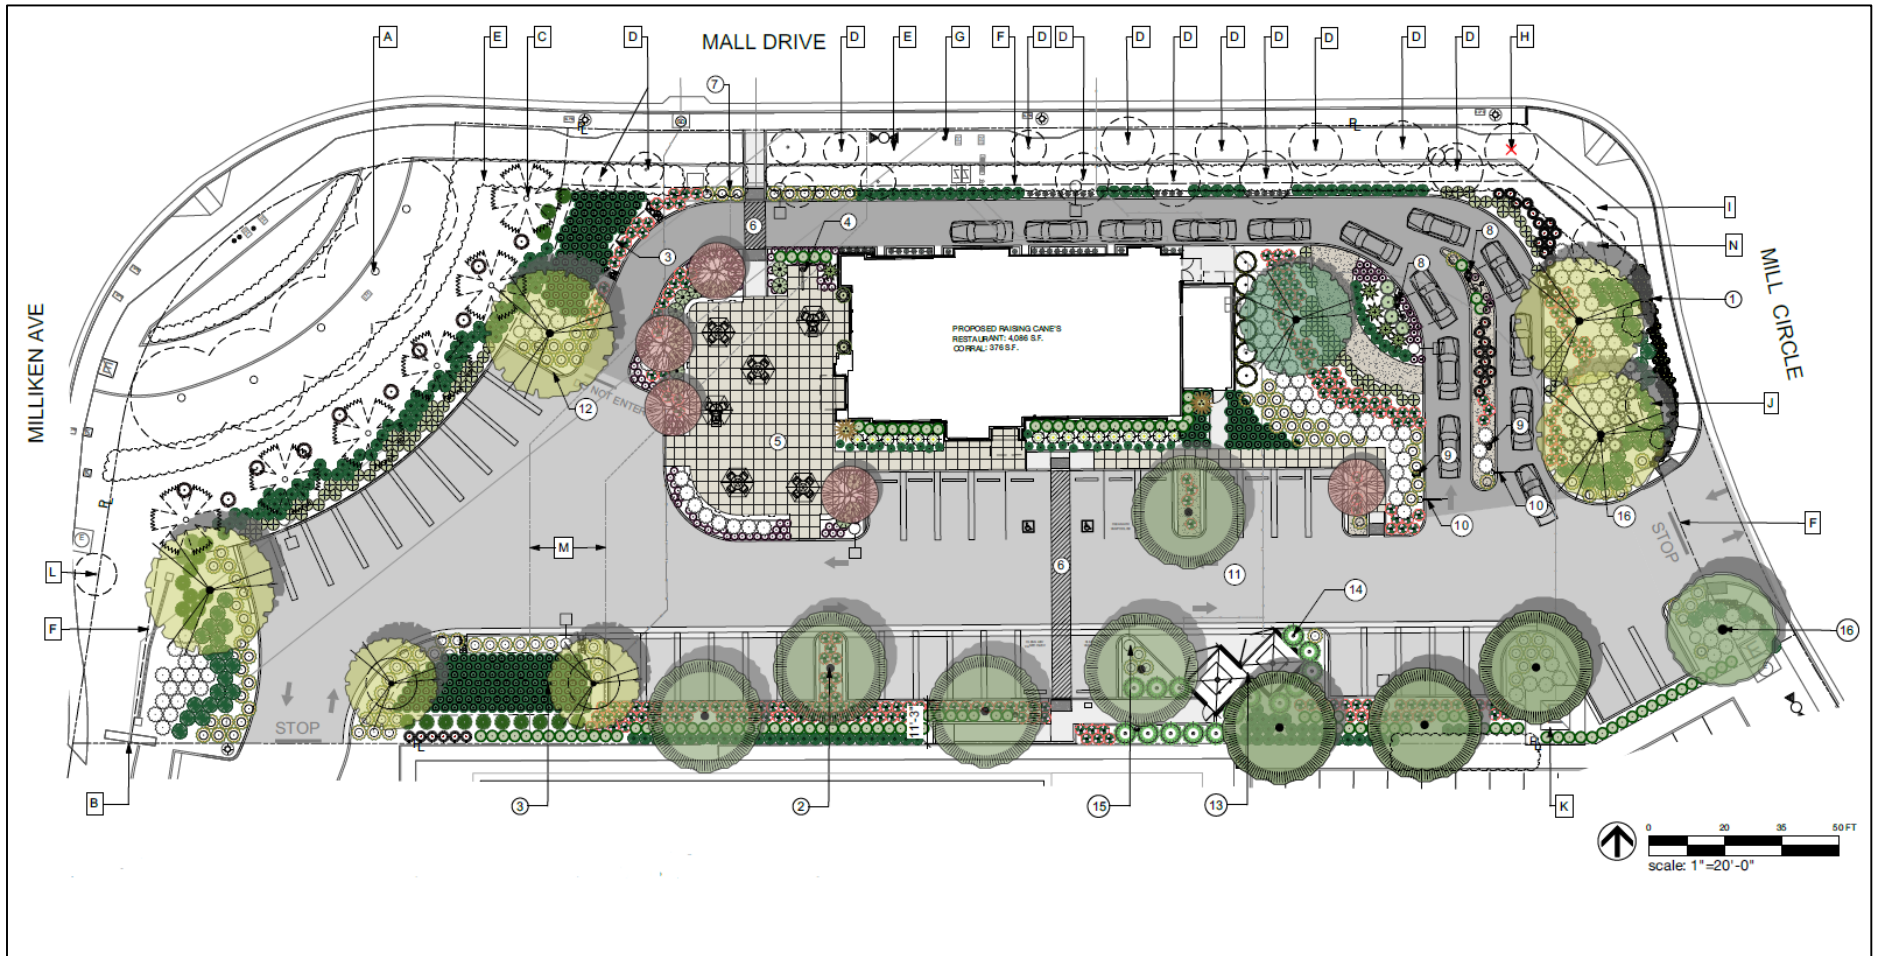 A
E
C
D
MALL DRIVE
D
E
G
F
D
D
D
D
D
D
D
D
D
H
7
I
N
MILLIKEN AVE
MILL CIRCLE
6
4
3
8
8
1
PROPOSED RAISING CANE'S
RESTAURANT: 4,086 S.F.
CORRAL: 376 S.F.
NOT ENTER
12
5
J
9
9
10
10
16
F
STOP
M
L
6
11
14
F
16
STOP
11'-3"
B
3
2
15
13
K
0 20 35 50 FT
scale: 1"=20'-0"